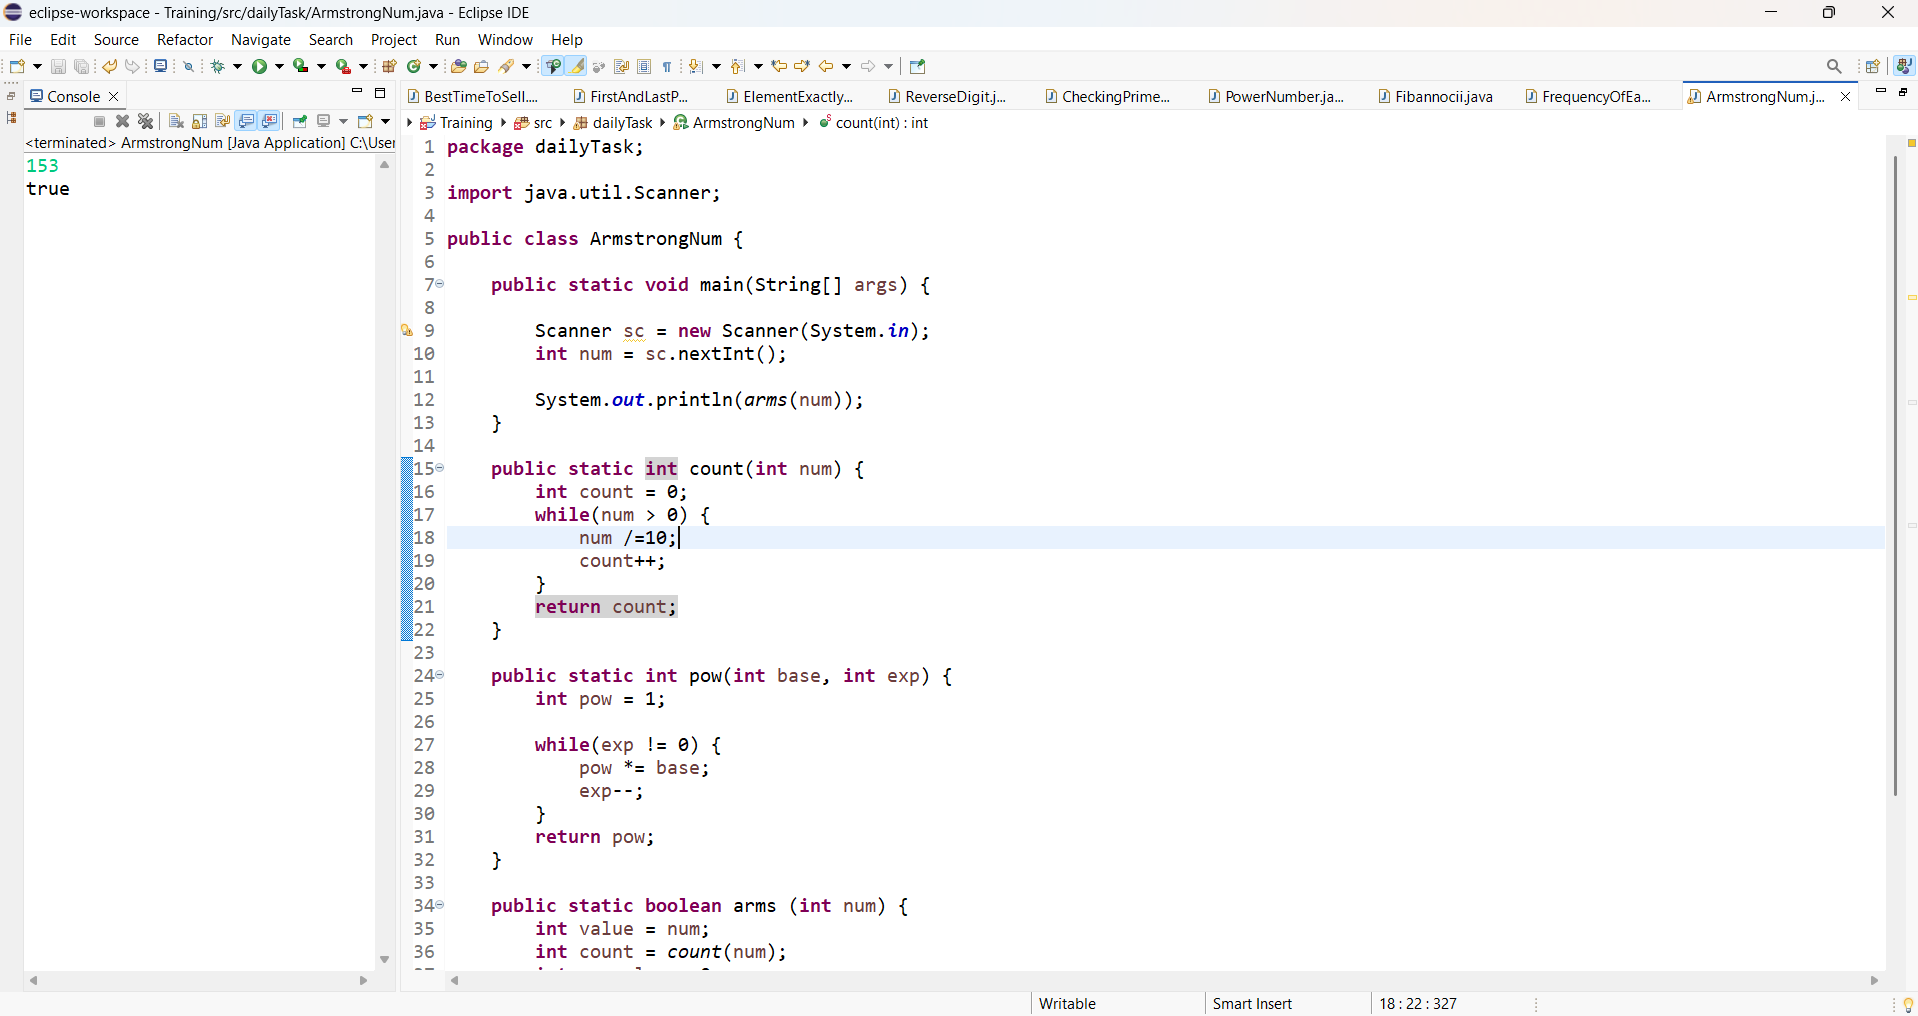 eclipse-workspace - Training/src/dailyTask/ArmstrongNum.java - Eclipse IDE
File Edit Source Refactor Navigate Search Project Run Window Help
Console
BestTimeToSell.... FirstAndLastP... ElementExactly... ReverseDigit.j... CheckingPrime... PowerNumber.ja... Fibannocii.java FrequencyOfEa... ArmstrongNum.j...
Training src dailyTask ArmstrongNum count(int) : int
<terminated> ArmstrongNum [Java Application] C:\User
153
true
1 package dailyTask;
2
3 import java.util.Scanner;
4
5 public class ArmstrongNum {
6
7 public static void main(String[] args) {
8
9 Scanner sc = new Scanner(System.in);
10 int num = sc.nextInt();
11
12 System.out.println(arms(num));
13 }
14
15 public static int count(int num) {
16 int count = 0;
17 while(num > 0) {
18 num /=10;
19 count++;
20 }
21 return count;
22 }
23
24 public static int pow(int base, int exp) {
25 int pow = 1;
26
27 while(exp != 0) {
28 pow *= base;
29 exp--;
30 }
31 return pow;
32 }
33
34 public static boolean arms (int num) {
35 int value = num;
36 int count = count(num);
Writable Smart Insert 18 : 22 : 327